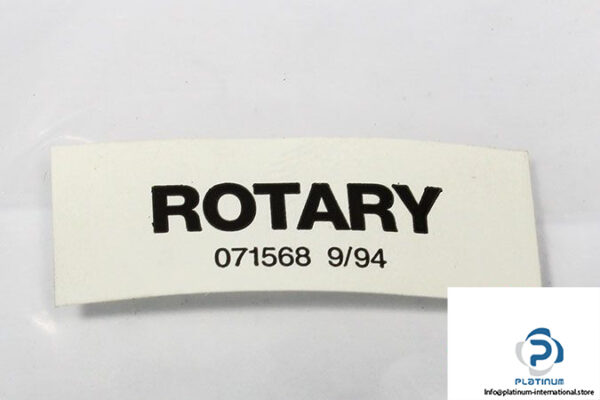 ROTARY
071568 9/94
PLATINUM
Info@platinum-international.store